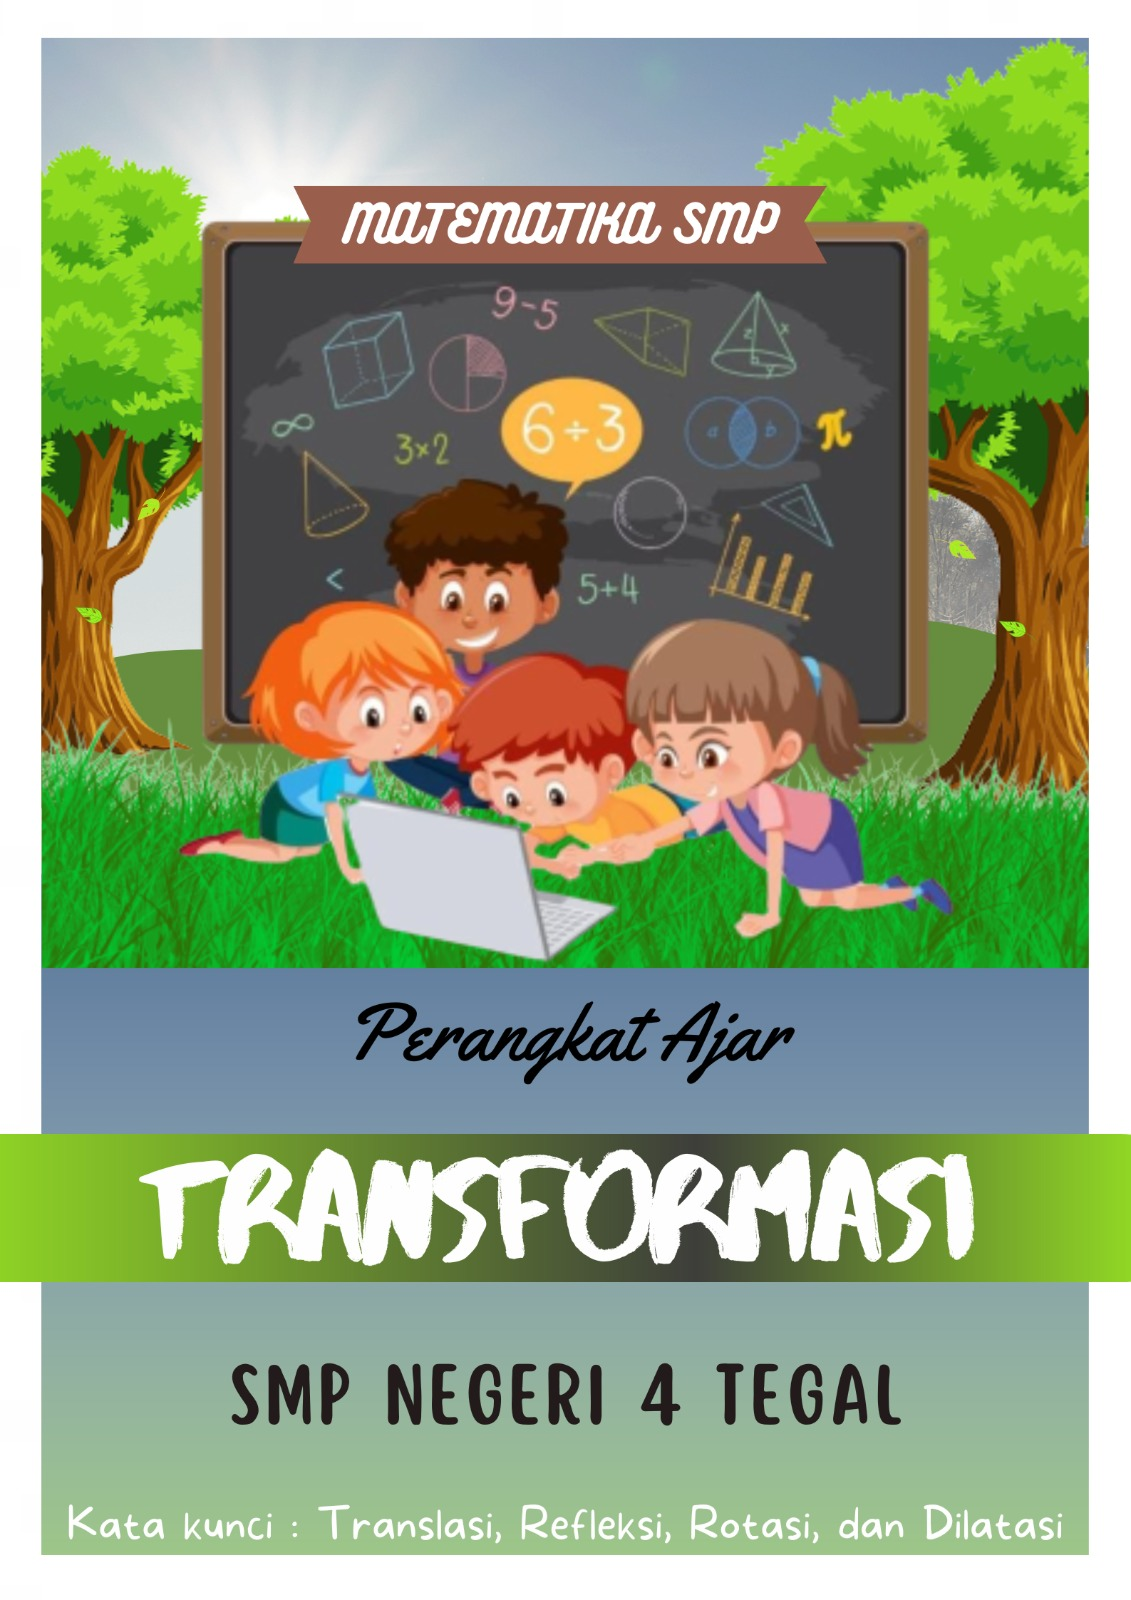 MATEMATIKA SMP
9-5
z x
y
6÷3
a b π
∞
3×2
<
5+4
Perangkat Ajar
TRANSFORMASI
SMP NEGERI 4 TEGAL
Kata kunci : Translasi, Refleksi, Rotasi, dan Dilatasi